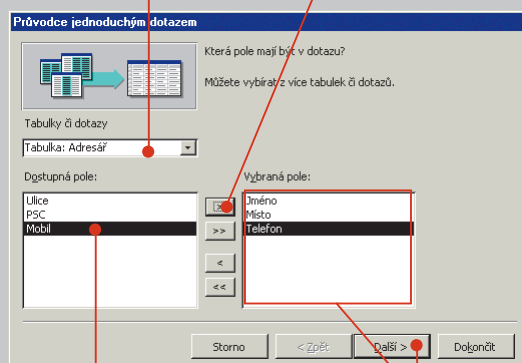 Průvodce jednoduchým dotazem
Která pole mají být v dotazu?
Můžete vybírat z více tabulek či dotazů.
Tabulky či dotazy
Tabulka: Adresář
Dostupná pole:
Vybraná pole:
Ulice
PSC
Mobil
>
>>
<
<<
Jméno
Místo
Telefon
Storno
< Zpět
Další >
Dokončit